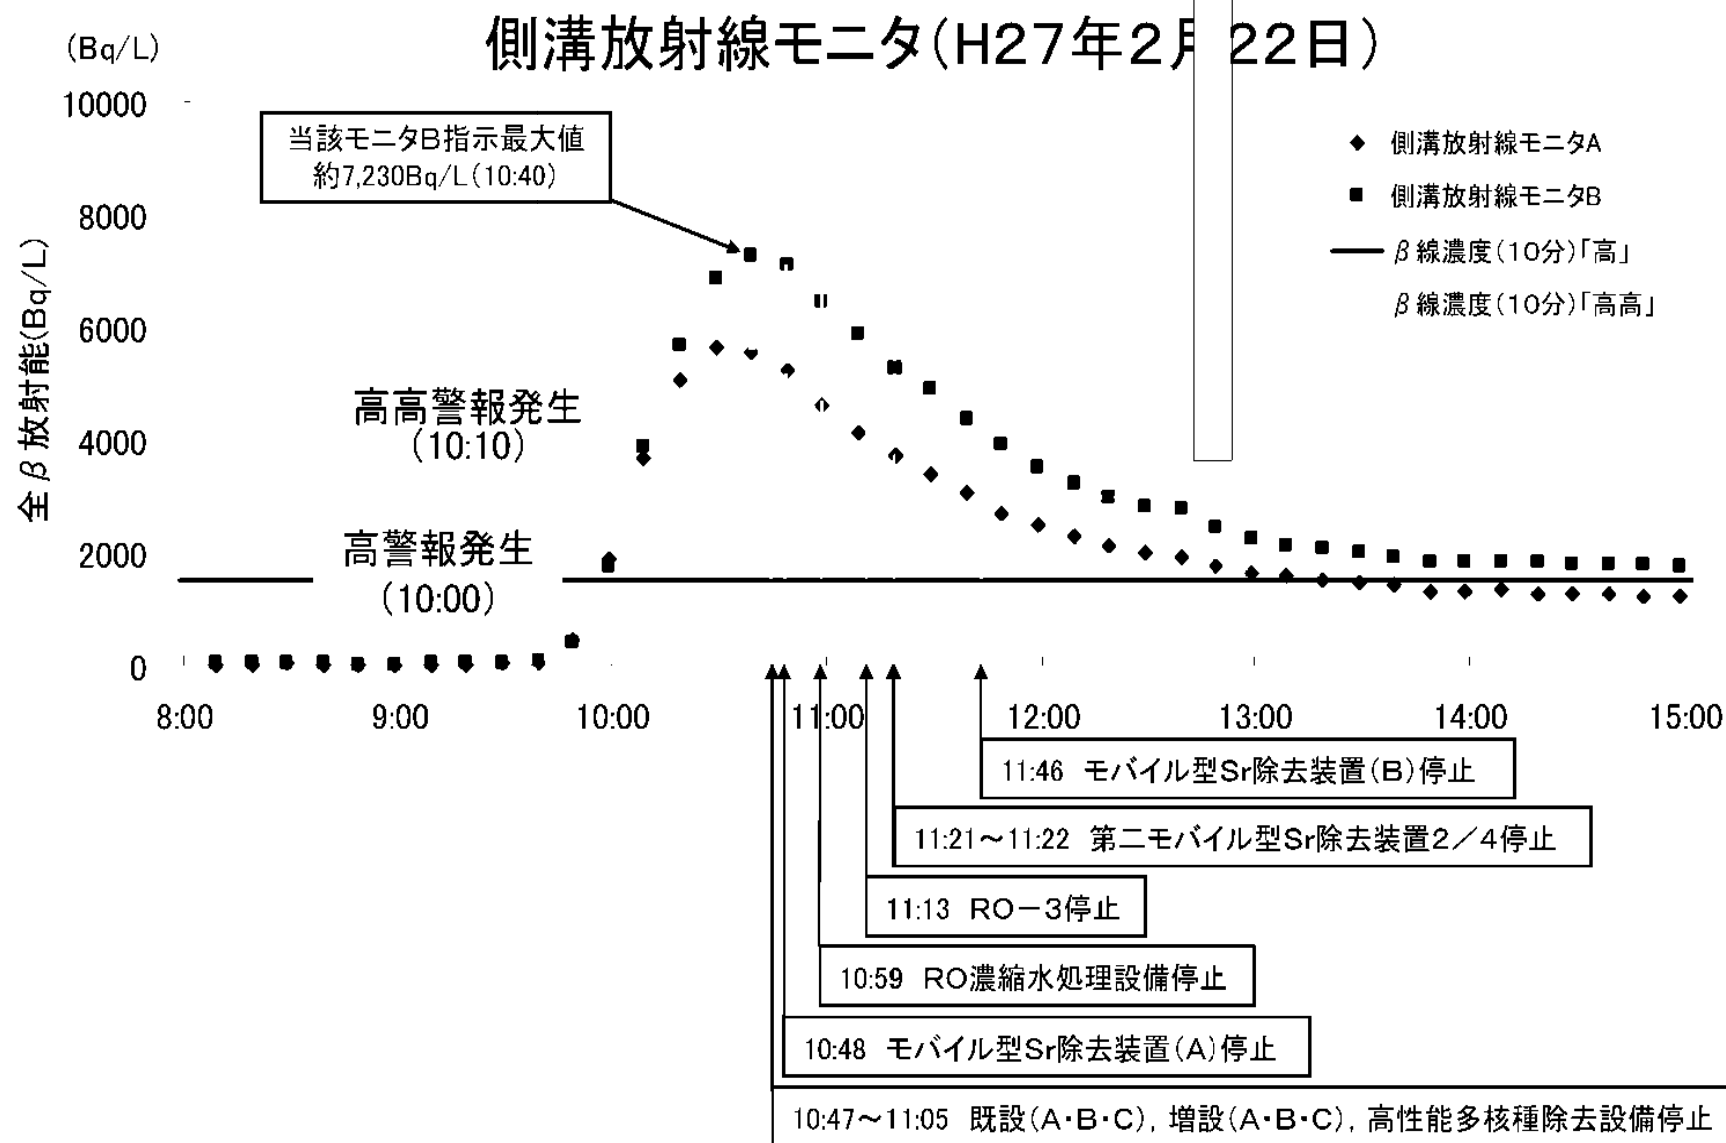 側溝放射線モニタ(H27年2月22日)
(Bq/L)
全β放射能(Bq/L)
10000
8000
6000
4000
2000
0
当該モニタB指示最大値
約7,230Bq/L(10:40)
側溝放射線モニタA
側溝放射線モニタB
β線濃度(10分)「高」
β線濃度(10分)「高高」
高高警報発生
(10:10)
高警報発生
(10:00)
8:00 9:00 10:00 11:00 12:00 13:00 14:00 15:00
11:46 モバイル型Sr除去装置(B)停止
11:21～11:22 第二モバイル型Sr除去装置2/4停止
11:13 RO-3停止
10:59 RO濃縮水処理設備停止
10:48 モバイル型Sr除去装置(A)停止
10:47～11:05 既設(A・B・C), 増設(A・B・C), 高性能多核種除去設備停止